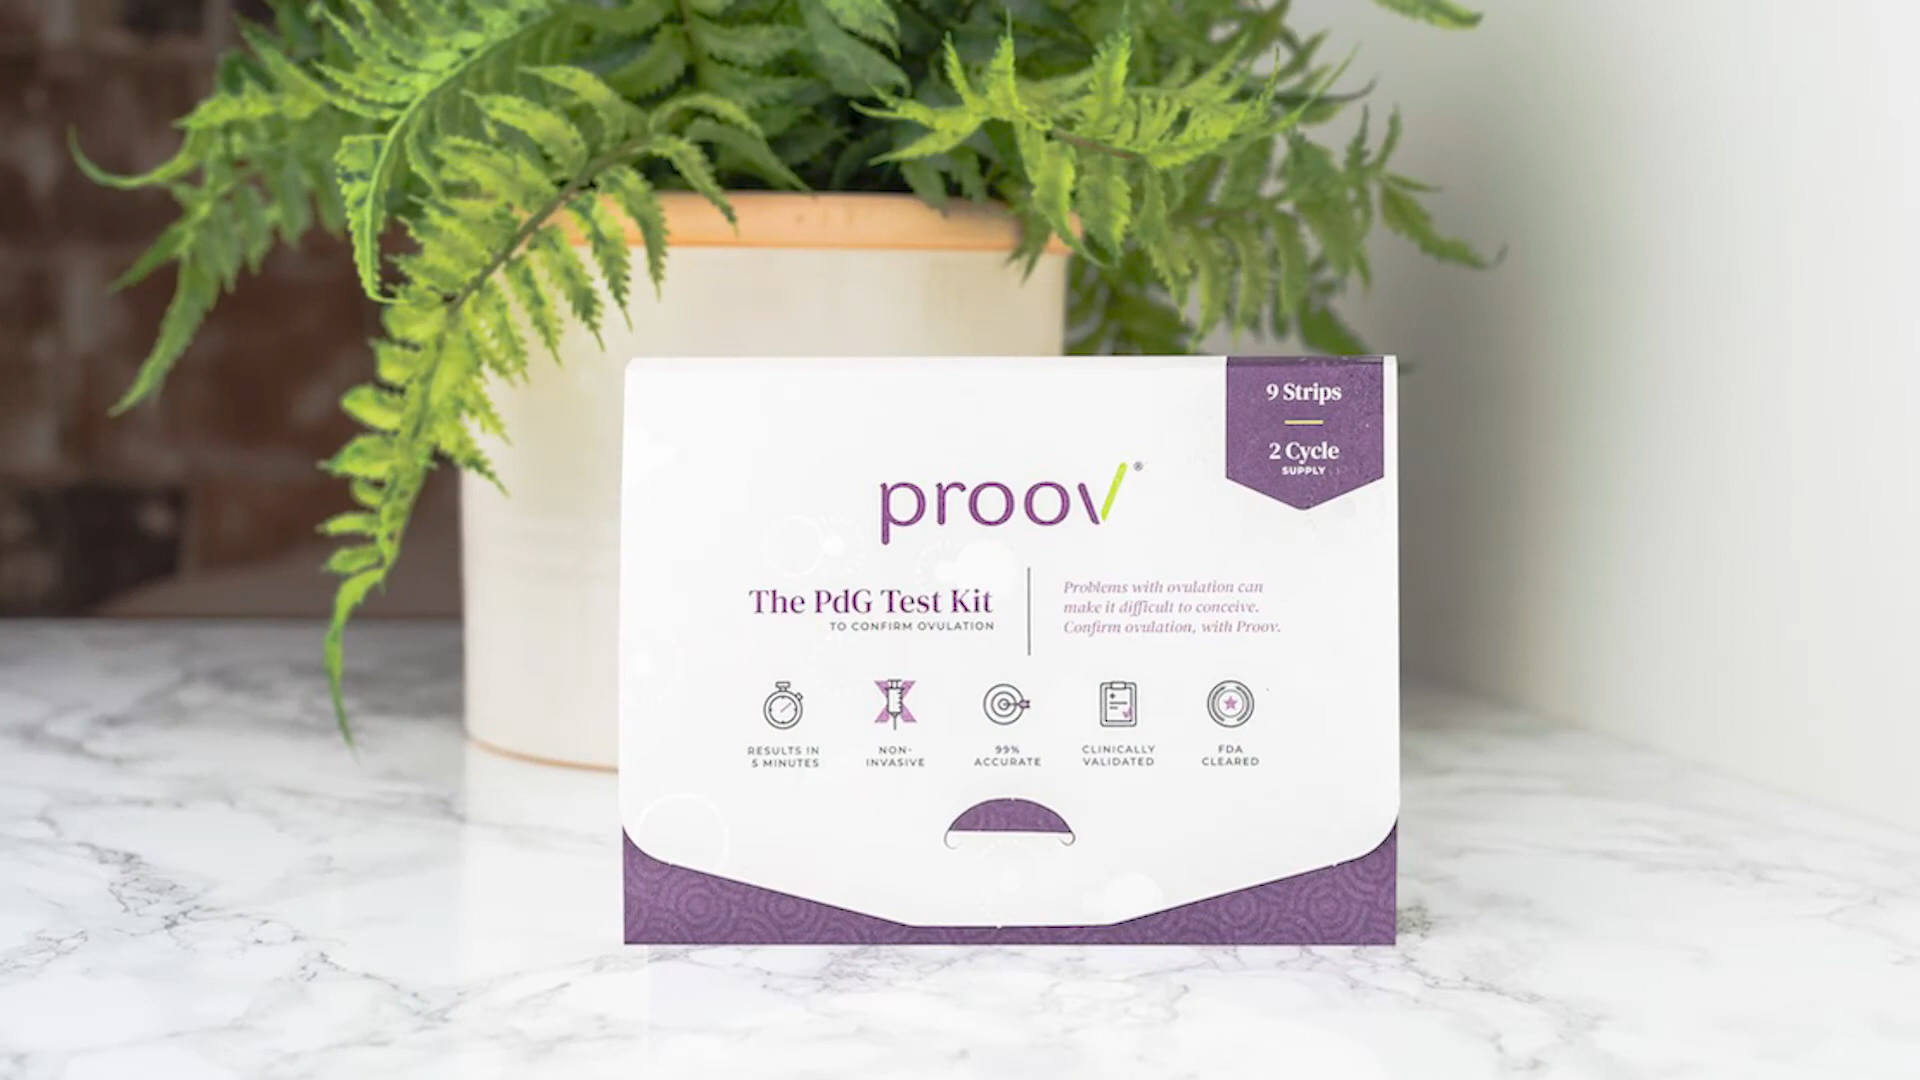 9 Strips
2 Cycle
SUPPLY
proov®
The PdG Test Kit
TO CONFIRM OVULATION
Problems with ovulation can
make it difficult to conceive.
Confirm ovulation, with Proov.
RESULTS IN
5 MINUTES
NON-
INVASIVE
99%
ACCURATE
CLINICALLY
VALIDATED
FDA
CLEARED